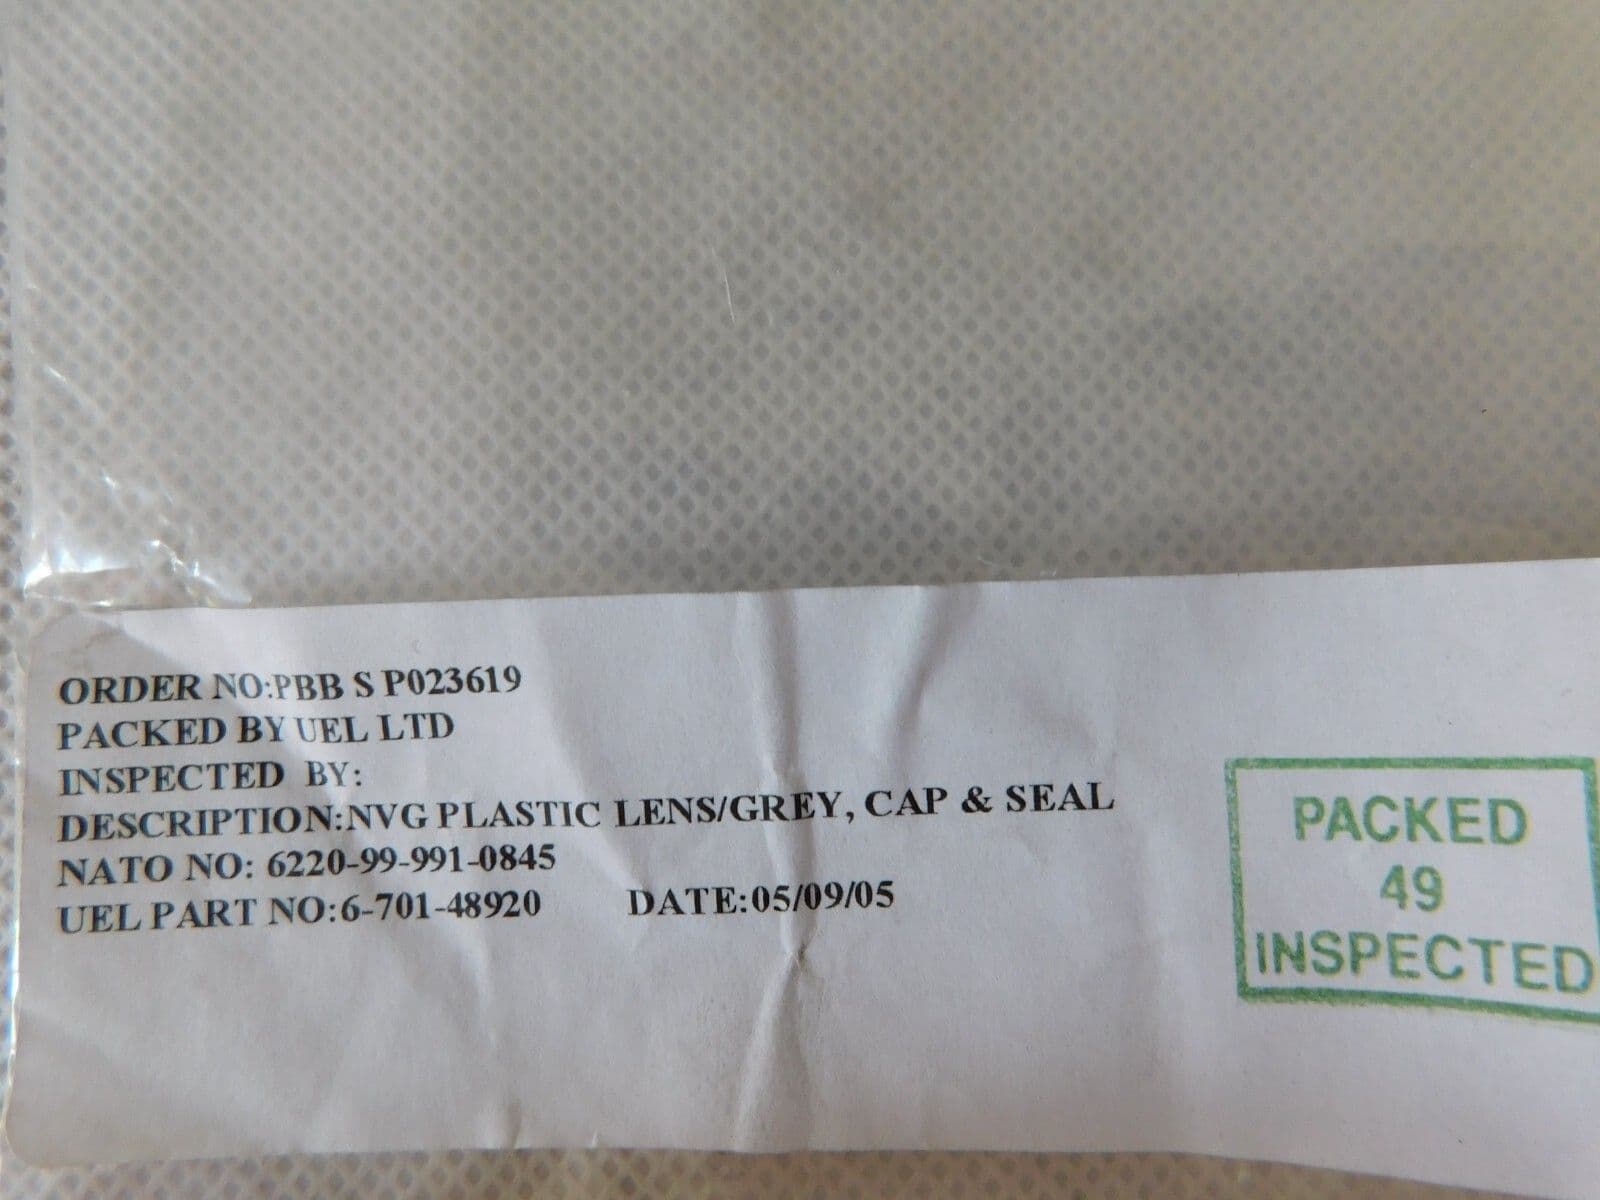 ORDER NO:PBB S P023619
PACKED BY UEL LTD
INSPECTED BY:
DESCRIPTION:NVG PLASTIC LENS/GREY, CAP & SEAL
NATO NO: 6220-99-991-0845
UEL PART NO:6-701-48920 DATE:05/09/05
PACKED
49
INSPECTED